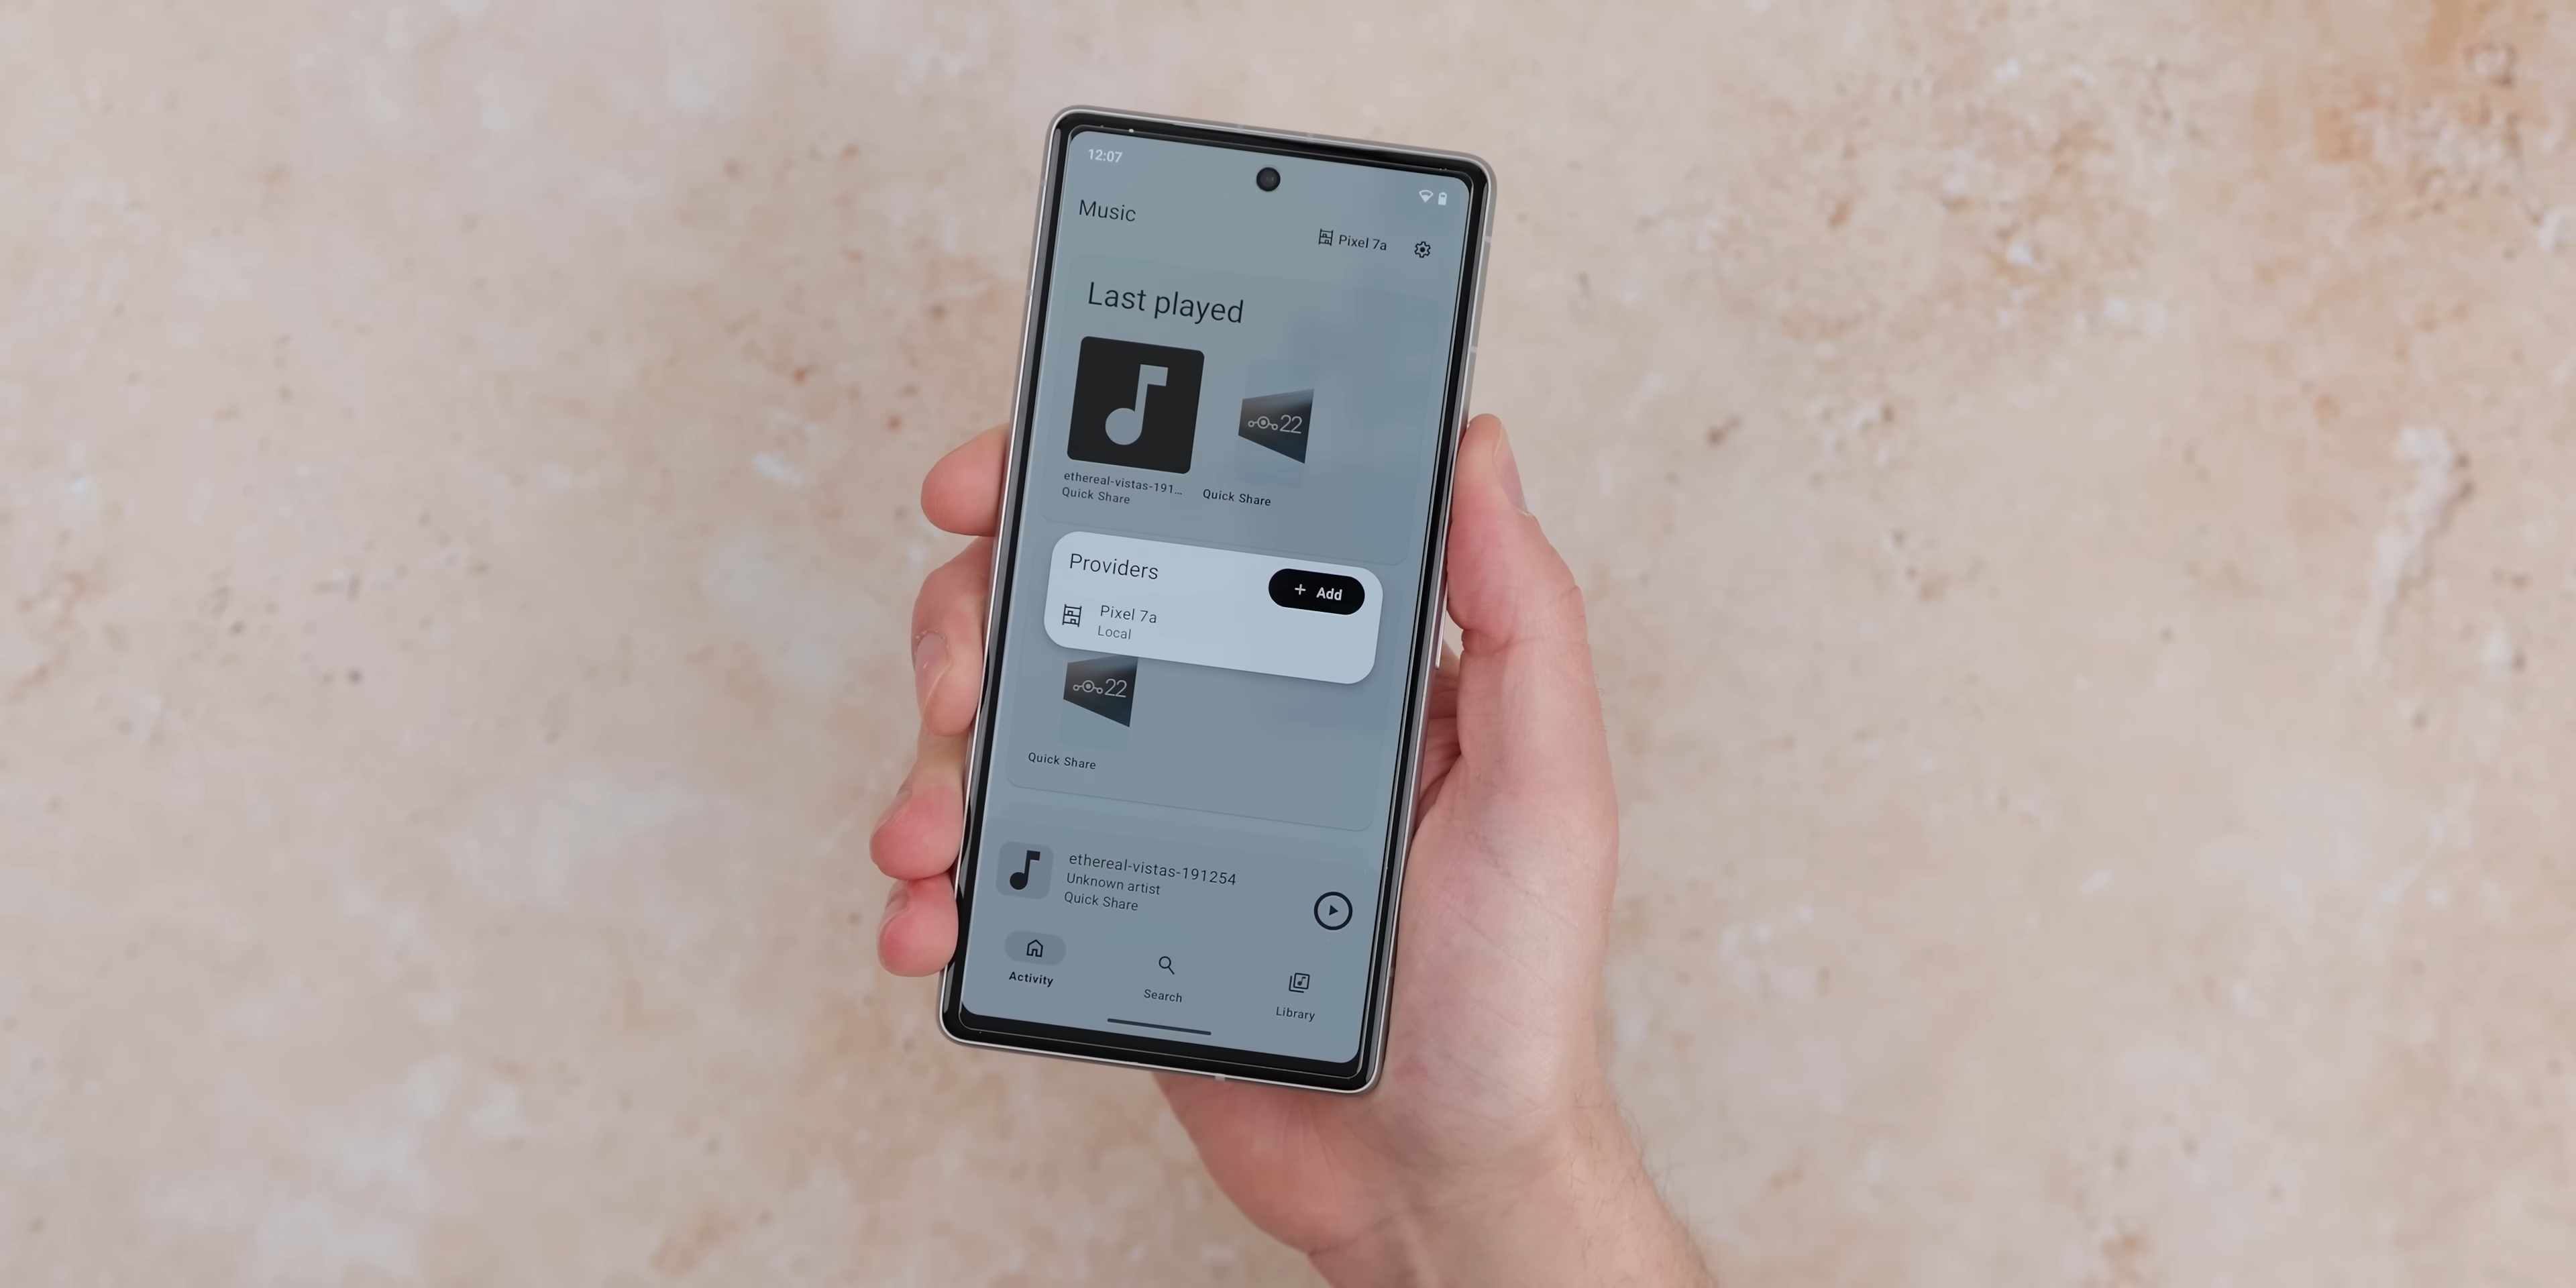 12:07
Music
Pixel 7a
Last played
22
ethereal-vistas-191...
Quick Share
Quick Share
Providers
+ Add
Pixel 7a
Local
22
Quick Share
ethereal-vistas-191254
Unknown artist
Quick Share
Activity
Search
Library